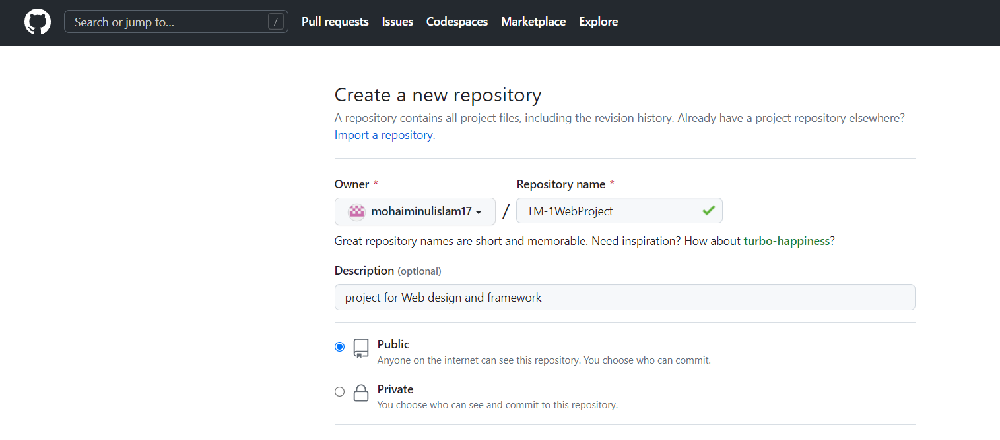 Search or jump to... /
Pull requests Issues Codespaces Marketplace Explore
Create a new repository
A repository contains all project files, including the revision history. Already have a project repository elsewhere?
Import a repository.
Owner * Repository name *
mohaiminulislam17 / TM-1WebProject
Great repository names are short and memorable. Need inspiration? How about turbo-happiness?
Description (optional)
project for Web design and framework
Public
Anyone on the internet can see this repository. You choose who can commit.
Private
You choose who can see and commit to this repository.